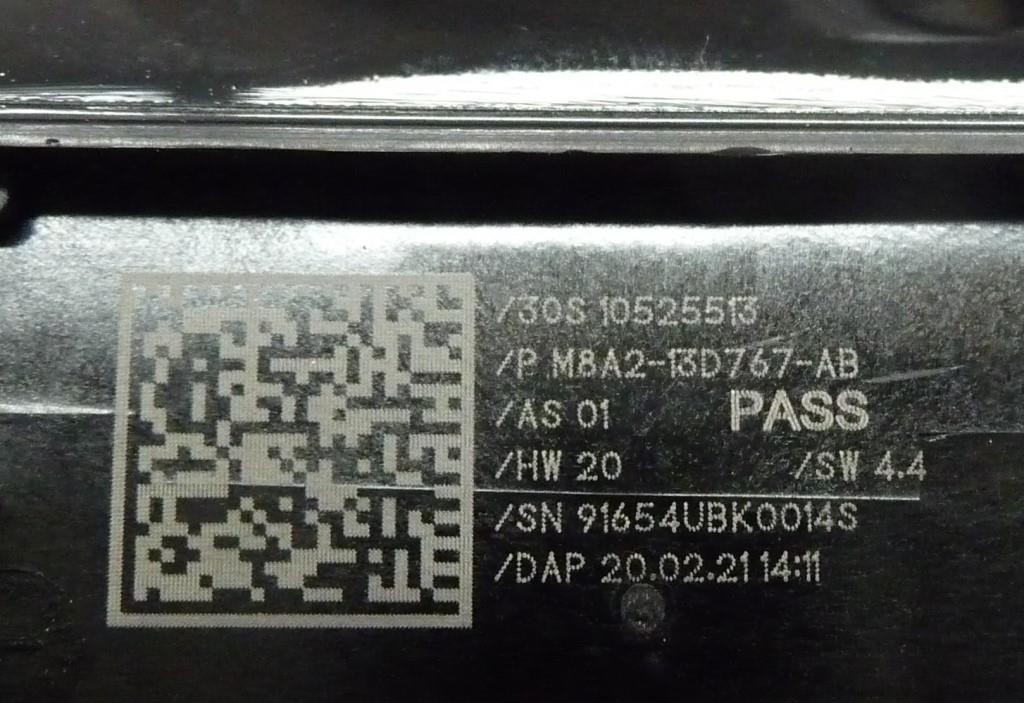 /30S 10525513
/P M8A2-13D767-AB
/AS 01 PASS
/HW 20 /SW 4.4
/SN 91654UBK0014S
/DAP 20.02.21 14:11